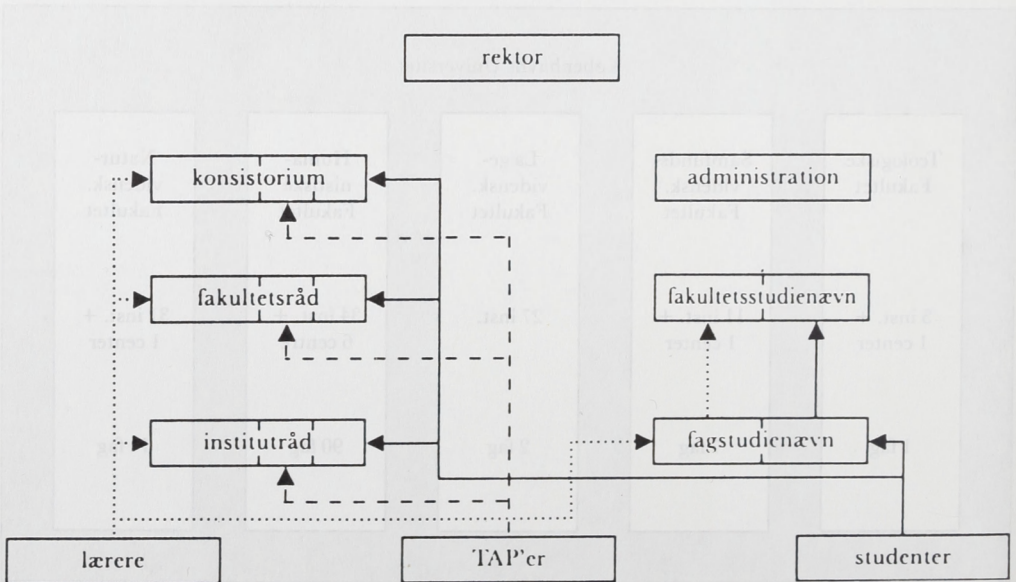 rektor
konsistorium
administration
fakultetsråd
fakultetsstudienævn
institutråd
fagstudienævn
lærere
TAP'er
studenter